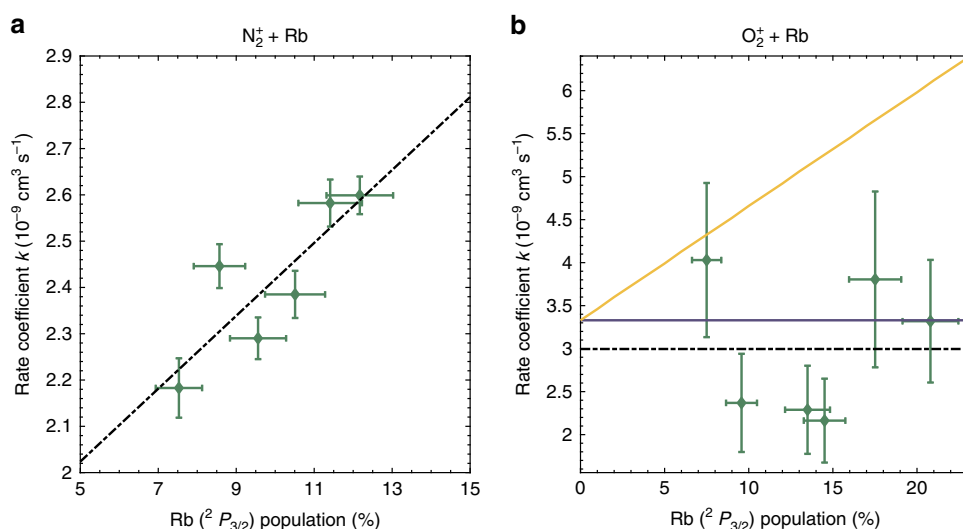 a
N₂⁺ + Rb
Rate coefficient k (10⁻⁹ cm³ s⁻¹)
2.9
2.8
2.7
2.6
2.5
2.4
2.3
2.2
2.1
2
5 7 9 11 13 15
Rb (² P₃/₂) population (%)
b
O₂⁺ + Rb
Rate coefficient k (10⁻⁹ cm³ s⁻¹)
6
5.5
5
4.5
4
3.5
3
2.5
2
0 5 10 15 20
Rb (² P₃/₂) population (%)